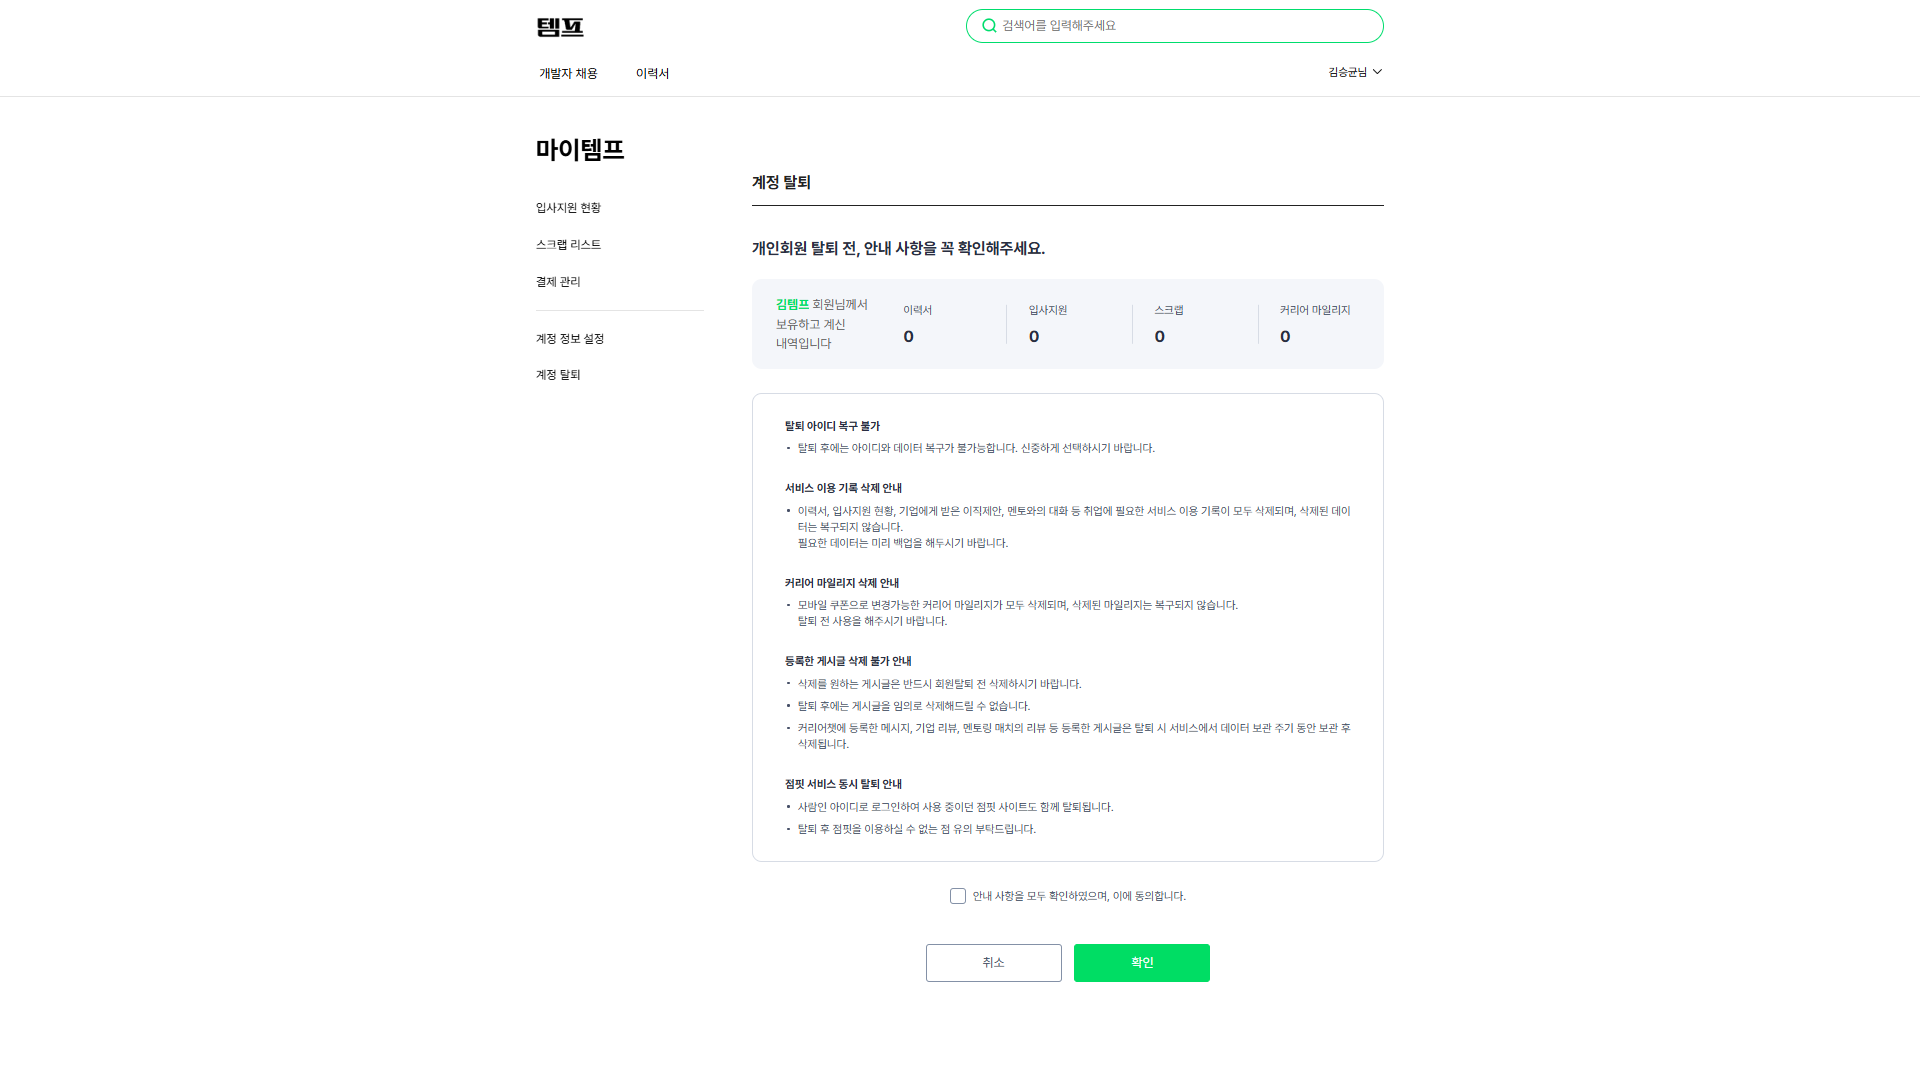 템프
검색어를 입력해주세요
개발자 채용
이력서
김승균님
마이템프
입사지원 현황
스크랩 리스트
결제 관리
계정 정보 설정
계정 탈퇴
계정 탈퇴
개인회원 탈퇴 전, 안내 사항을 꼭 확인해주세요.
김템프 회원님께서
보유하고 계신
내역입니다
이력서
0
입사지원
0
스크랩
0
커리어 마일리지
0
탈퇴 아이디 복구 불가
탈퇴 후에는 아이디와 데이터 복구가 불가능합니다. 신중하게 선택하시기 바랍니다.
서비스 이용 기록 삭제 안내
이력서, 입사지원 현황, 기업에게 받은 이직제안, 멘토와의 대화 등 취업에 필요한 서비스 이용 기록이 모두 삭제되며, 삭제된 데이
터는 복구되지 않습니다.
필요한 데이터는 미리 백업을 해두시기 바랍니다.
커리어 마일리지 삭제 안내
모바일 쿠폰으로 변경가능한 커리어 마일리지가 모두 삭제되며, 삭제된 마일리지는 복구되지 않습니다.
탈퇴 전 사용을 해주시기 바랍니다.
등록한 게시글 삭제 불가 안내
삭제를 원하는 게시글은 반드시 회원탈퇴 전 삭제하시기 바랍니다.
탈퇴 후에는 게시글을 임의로 삭제해드릴 수 없습니다.
커리어챗에 등록한 메시지, 기업 리뷰, 멘토링 매치의 리뷰 등 등록한 게시글은 탈퇴 시 서비스에서 데이터 보관 주기 동안 보관 후
삭제됩니다.
점핏 서비스 동시 탈퇴 안내
사람인 아이디로 로그인하여 사용 중이던 점핏 사이트도 함께 탈퇴됩니다.
탈퇴 후 점핏을 이용하실 수 없는 점 유의 부탁드립니다.
안내 사항을 모두 확인하였으며, 이에 동의합니다.
취소
확인